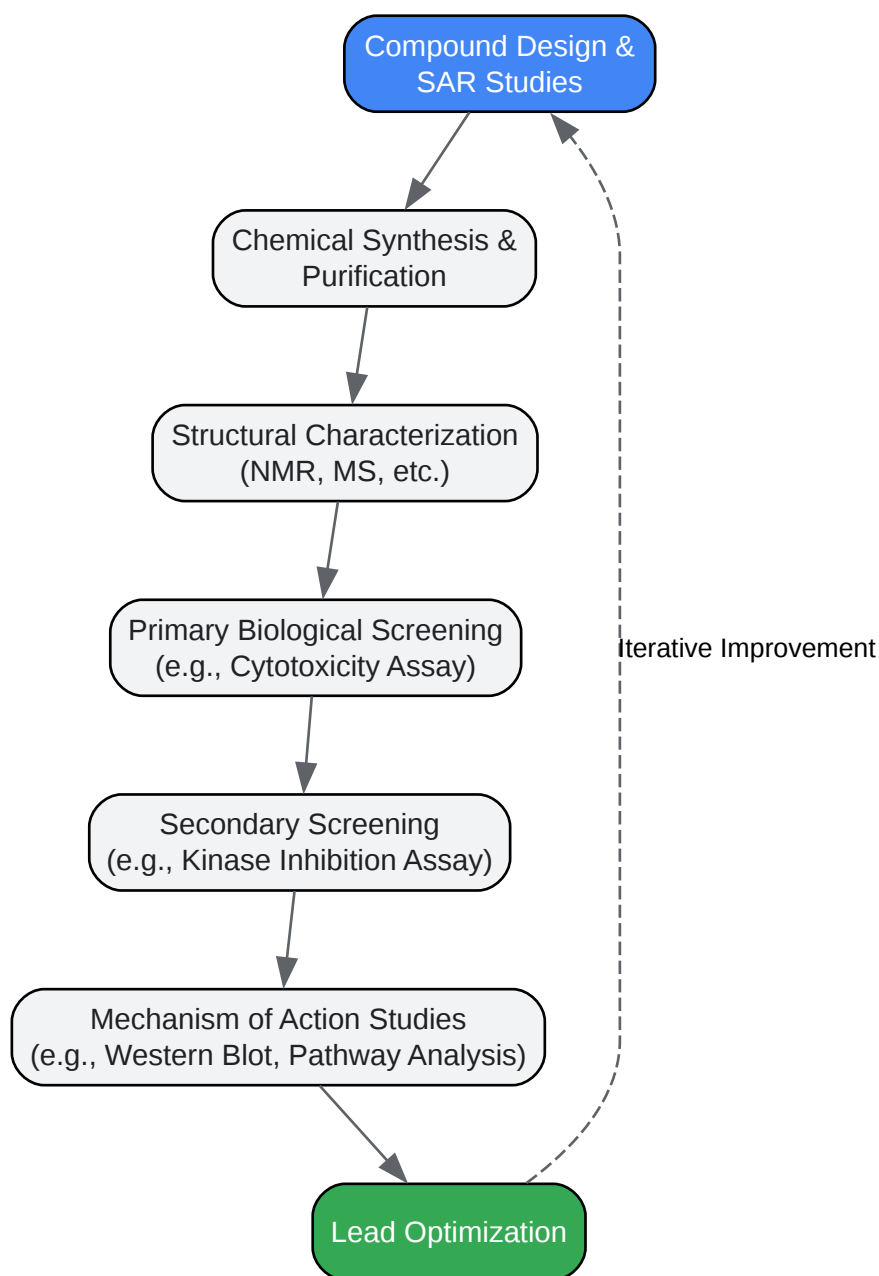 Compound Design &
SAR Studies
Chemical Synthesis &
Purification
Structural Characterization
(NMR, MS, etc.)
Primary Biological Screening
(e.g., Cytotoxicity Assay)
Iterative Improvement
Secondary Screening
(e.g., Kinase Inhibition Assay)
Mechanism of Action Studies
(e.g., Western Blot, Pathway Analysis)
Lead Optimization